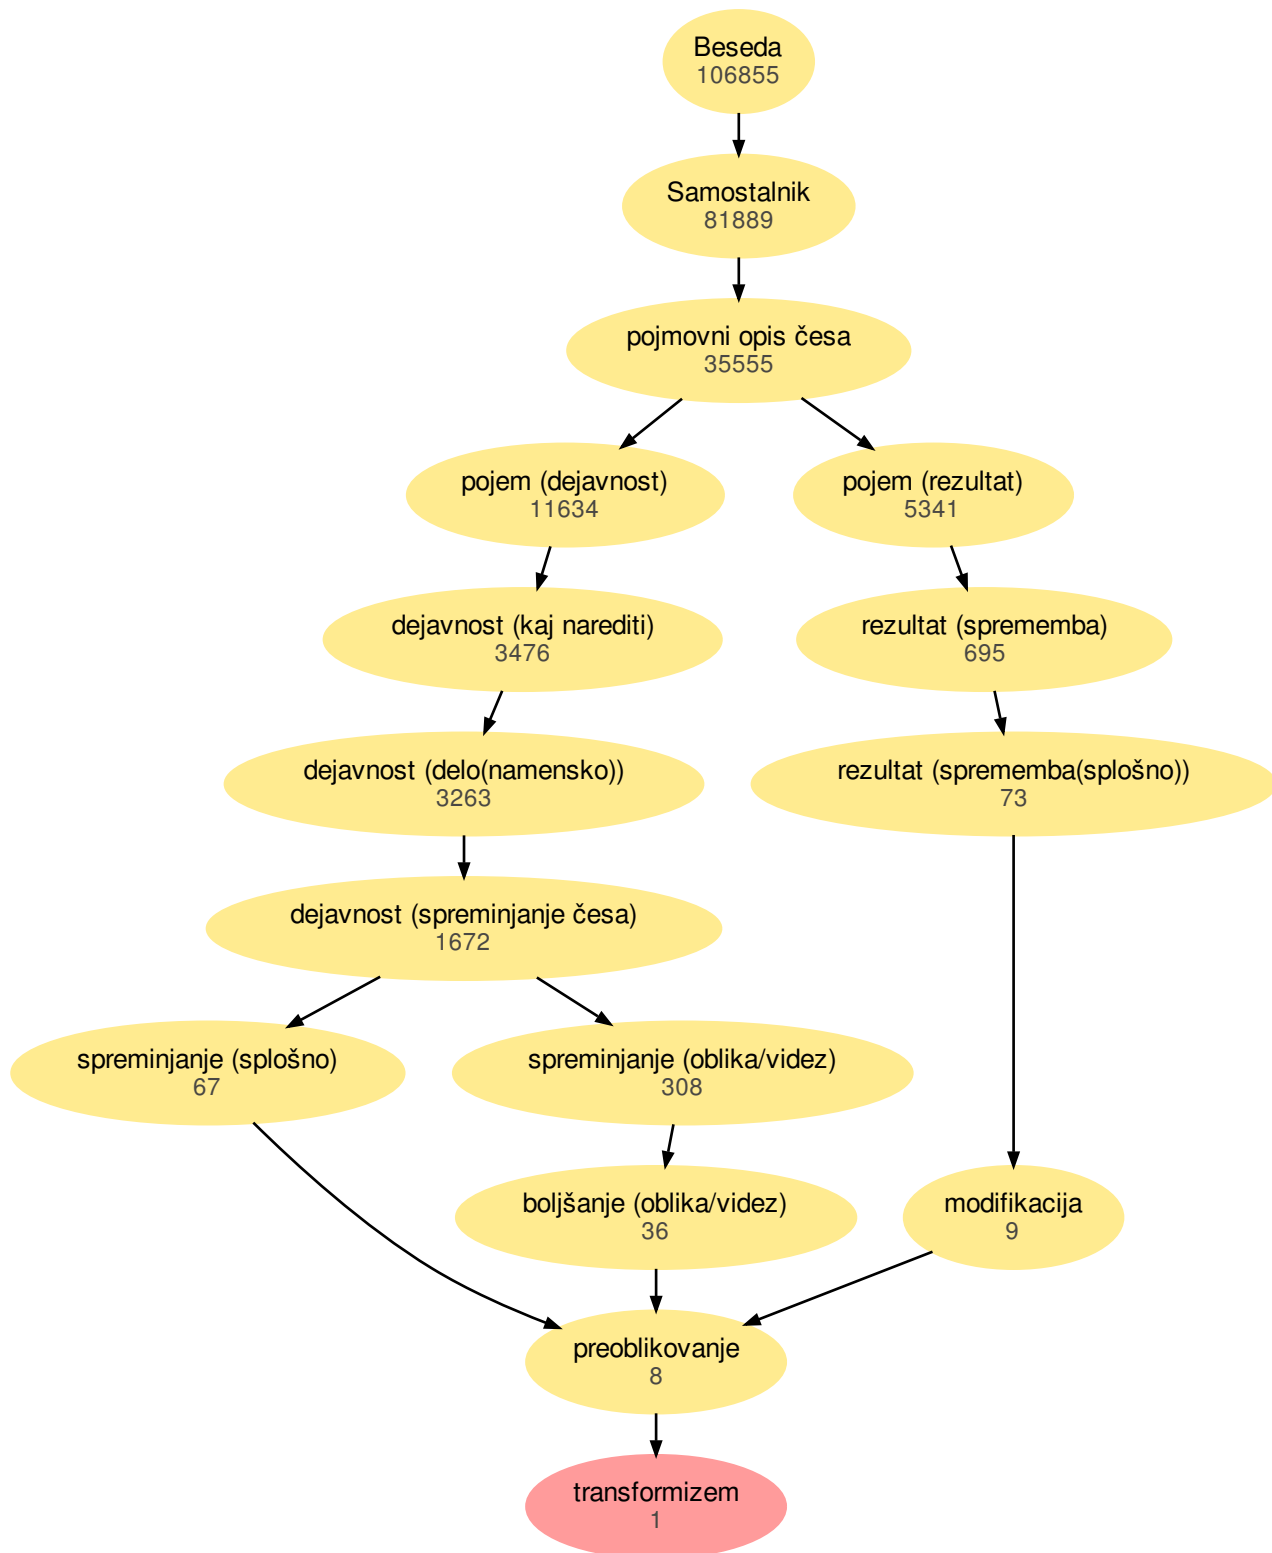 Beseda
106855
Samostalnik
81889
pojmovni opis česa
35555
pojem (dejavnost)
11634
pojem (rezultat)
5341
dejavnost (kaj narediti)
3476
rezultat (sprememba)
695
dejavnost (delo(namensko))
3263
rezultat (sprememba(splošno))
73
dejavnost (spreminjanje česa)
1672
spreminjanje (splošno)
67
spreminjanje (oblika/videz)
308
boljšanje (oblika/videz)
36
modifikacija
9
preoblikovanje
8
transformizem
1